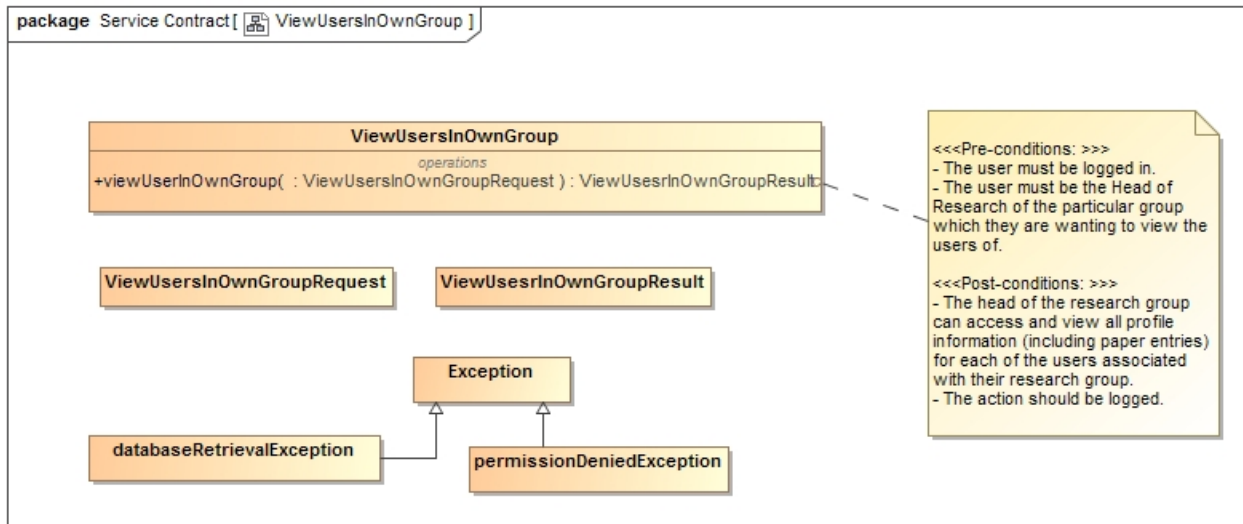 package Service Contract [ ViewUsersInOwnGroup ]
ViewUsersInOwnGroup
operations
+viewUserInOwnGroup( : ViewUsersInOwnGroupRequest ) : ViewUsesrInOwnGroupResult
ViewUsersInOwnGroupRequest
ViewUsesrInOwnGroupResult
Exception
databaseRetrievalException
permissionDeniedException
<<<Pre-conditions: >>>
- The user must be logged in.
- The user must be the Head of
Research of the particular group
which they are wanting to view the
users of.
<<<Post-conditions: >>>
- The head of the research group
can access and view all profile
information (including paper entries)
for each of the users associated
with their research group.
- The action should be logged.